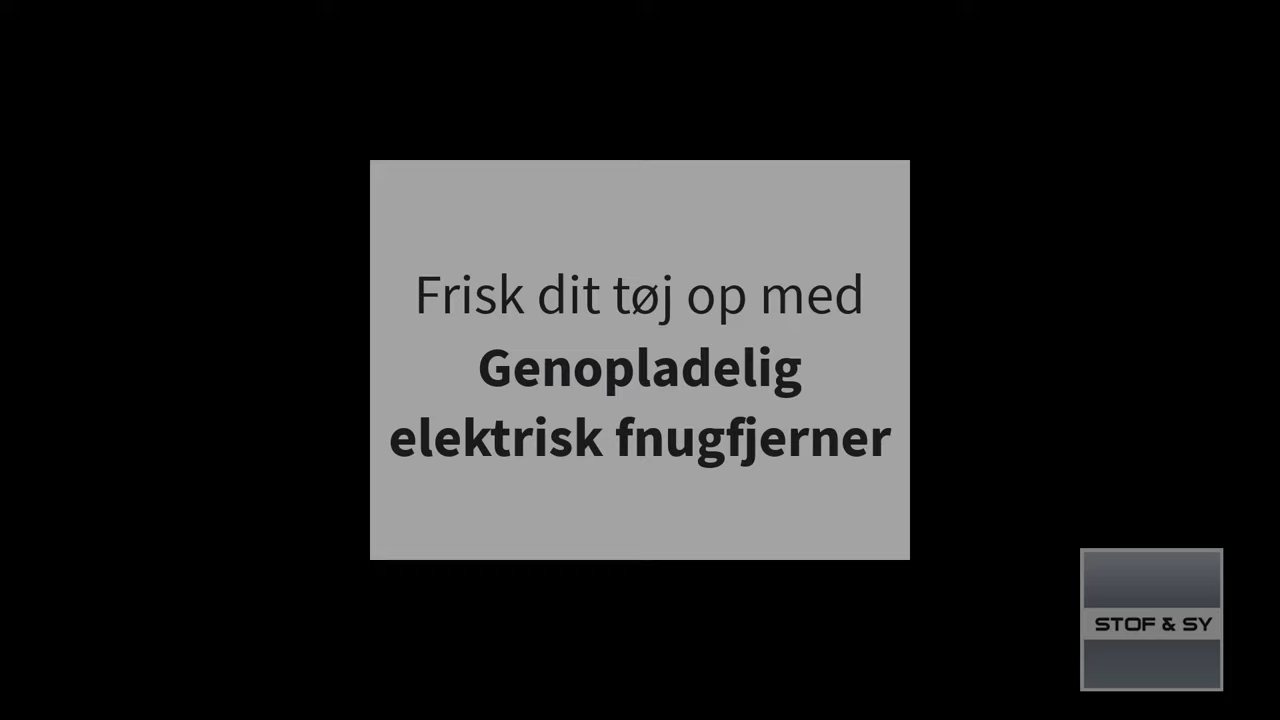 Frisk dit tøj op med
Genopladelig
elektrisk fnugfjerner
STOF & SY